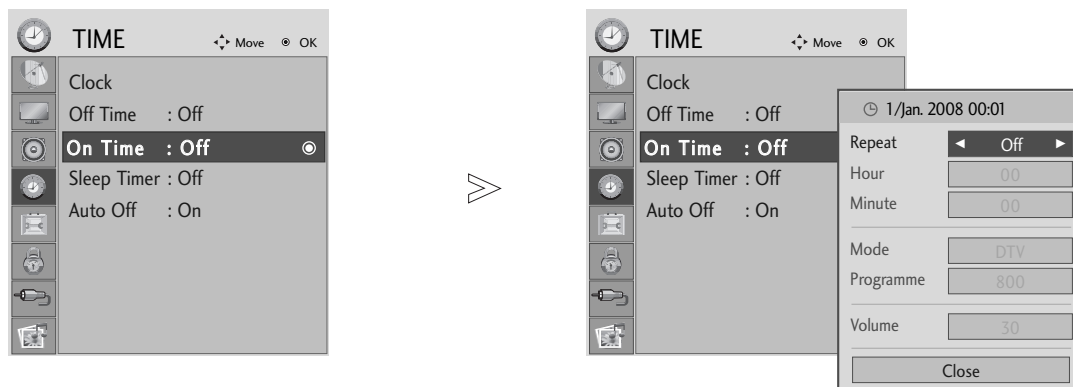 TIME Move OK
Clock
Off Time : Off
On Time : Off
Sleep Timer : Off
Auto Off : On
TIME Move OK
Clock
Off Time : Off
On Time : Off
Sleep Timer : Off
Auto Off : On
1/Jan. 2008 00:01
Repeat ◄ Off ►
Hour 00
Minute 00
Mode DTV
Programme 800
Volume 30
Close